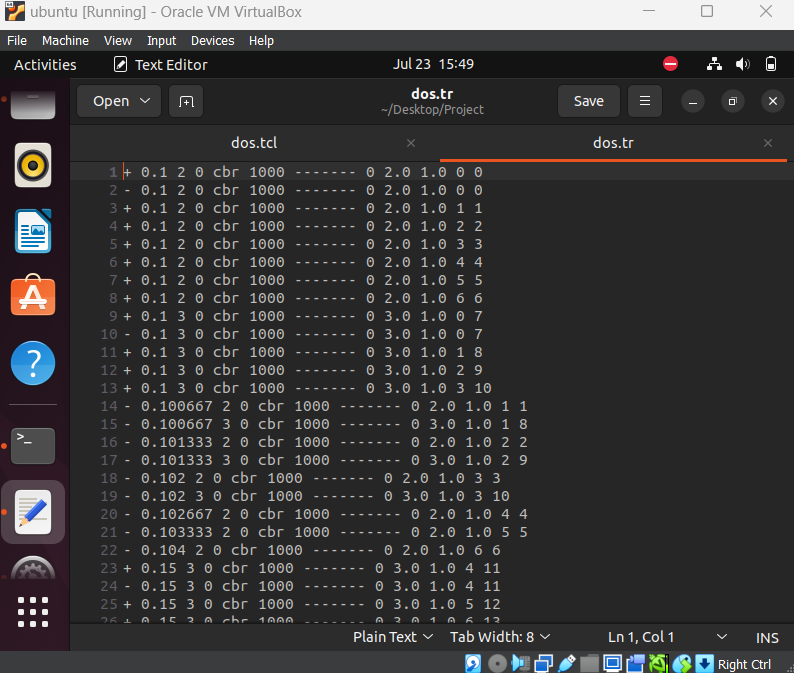 ubuntu [Running] - Oracle VM VirtualBox
File Machine View Input Devices Help
Activities Text Editor Jul 23 15:49
Open dos.tr Save
~/Desktop/Project
dos.tcl dos.tr
1 + 0.1 2 0 cbr 1000 ------- 0 2.0 1.0 0 0
2 - 0.1 2 0 cbr 1000 ------- 0 2.0 1.0 0 0
3 + 0.1 2 0 cbr 1000 ------- 0 2.0 1.0 1 1
4 + 0.1 2 0 cbr 1000 ------- 0 2.0 1.0 2 2
5 + 0.1 2 0 cbr 1000 ------- 0 2.0 1.0 3 3
6 + 0.1 2 0 cbr 1000 ------- 0 2.0 1.0 4 4
7 + 0.1 2 0 cbr 1000 ------- 0 2.0 1.0 5 5
8 + 0.1 2 0 cbr 1000 ------- 0 2.0 1.0 6 6
9 + 0.1 3 0 cbr 1000 ------- 0 3.0 1.0 0 7
10 - 0.1 3 0 cbr 1000 ------- 0 3.0 1.0 0 7
11 + 0.1 3 0 cbr 1000 ------- 0 3.0 1.0 1 8
12 + 0.1 3 0 cbr 1000 ------- 0 3.0 1.0 2 9
13 + 0.1 3 0 cbr 1000 ------- 0 3.0 1.0 3 10
14 - 0.100667 2 0 cbr 1000 ------- 0 2.0 1.0 1 1
15 - 0.100667 3 0 cbr 1000 ------- 0 3.0 1.0 1 8
16 - 0.101333 2 0 cbr 1000 ------- 0 2.0 1.0 2 2
17 - 0.101333 3 0 cbr 1000 ------- 0 3.0 1.0 2 9
18 - 0.102 2 0 cbr 1000 ------- 0 2.0 1.0 3 3
19 - 0.102 3 0 cbr 1000 ------- 0 3.0 1.0 3 10
20 - 0.102667 2 0 cbr 1000 ------- 0 2.0 1.0 4 4
21 - 0.103333 2 0 cbr 1000 ------- 0 2.0 1.0 5 5
22 - 0.104 2 0 cbr 1000 ------- 0 2.0 1.0 6 6
23 + 0.15 3 0 cbr 1000 ------- 0 3.0 1.0 4 11
24 - 0.15 3 0 cbr 1000 ------- 0 3.0 1.0 4 11
25 + 0.15 3 0 cbr 1000 ------- 0 3.0 1.0 5 12
26 + 0.15 3 0 cbr 1000 ------- 0 3.0 1.0 6 13
Plain Text Tab Width: 8 Ln 1, Col 1 INS
Right Ctrl